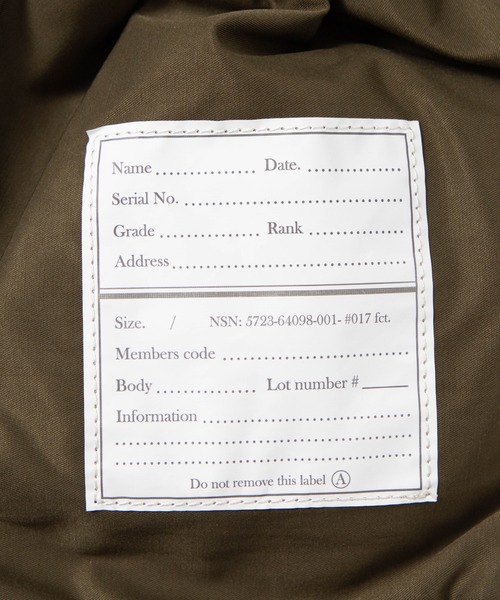 Name.............. Date. ..............
Serial No. ................................
Grade .............. Rank ..............
Address..................................
Size. / NSN: 5723-64098-001- #017 fct.
Members code ............................
Body.............. Lot number # ______
Information ..............................
..........................................
..........................................
Do not remove this label Ⓐ